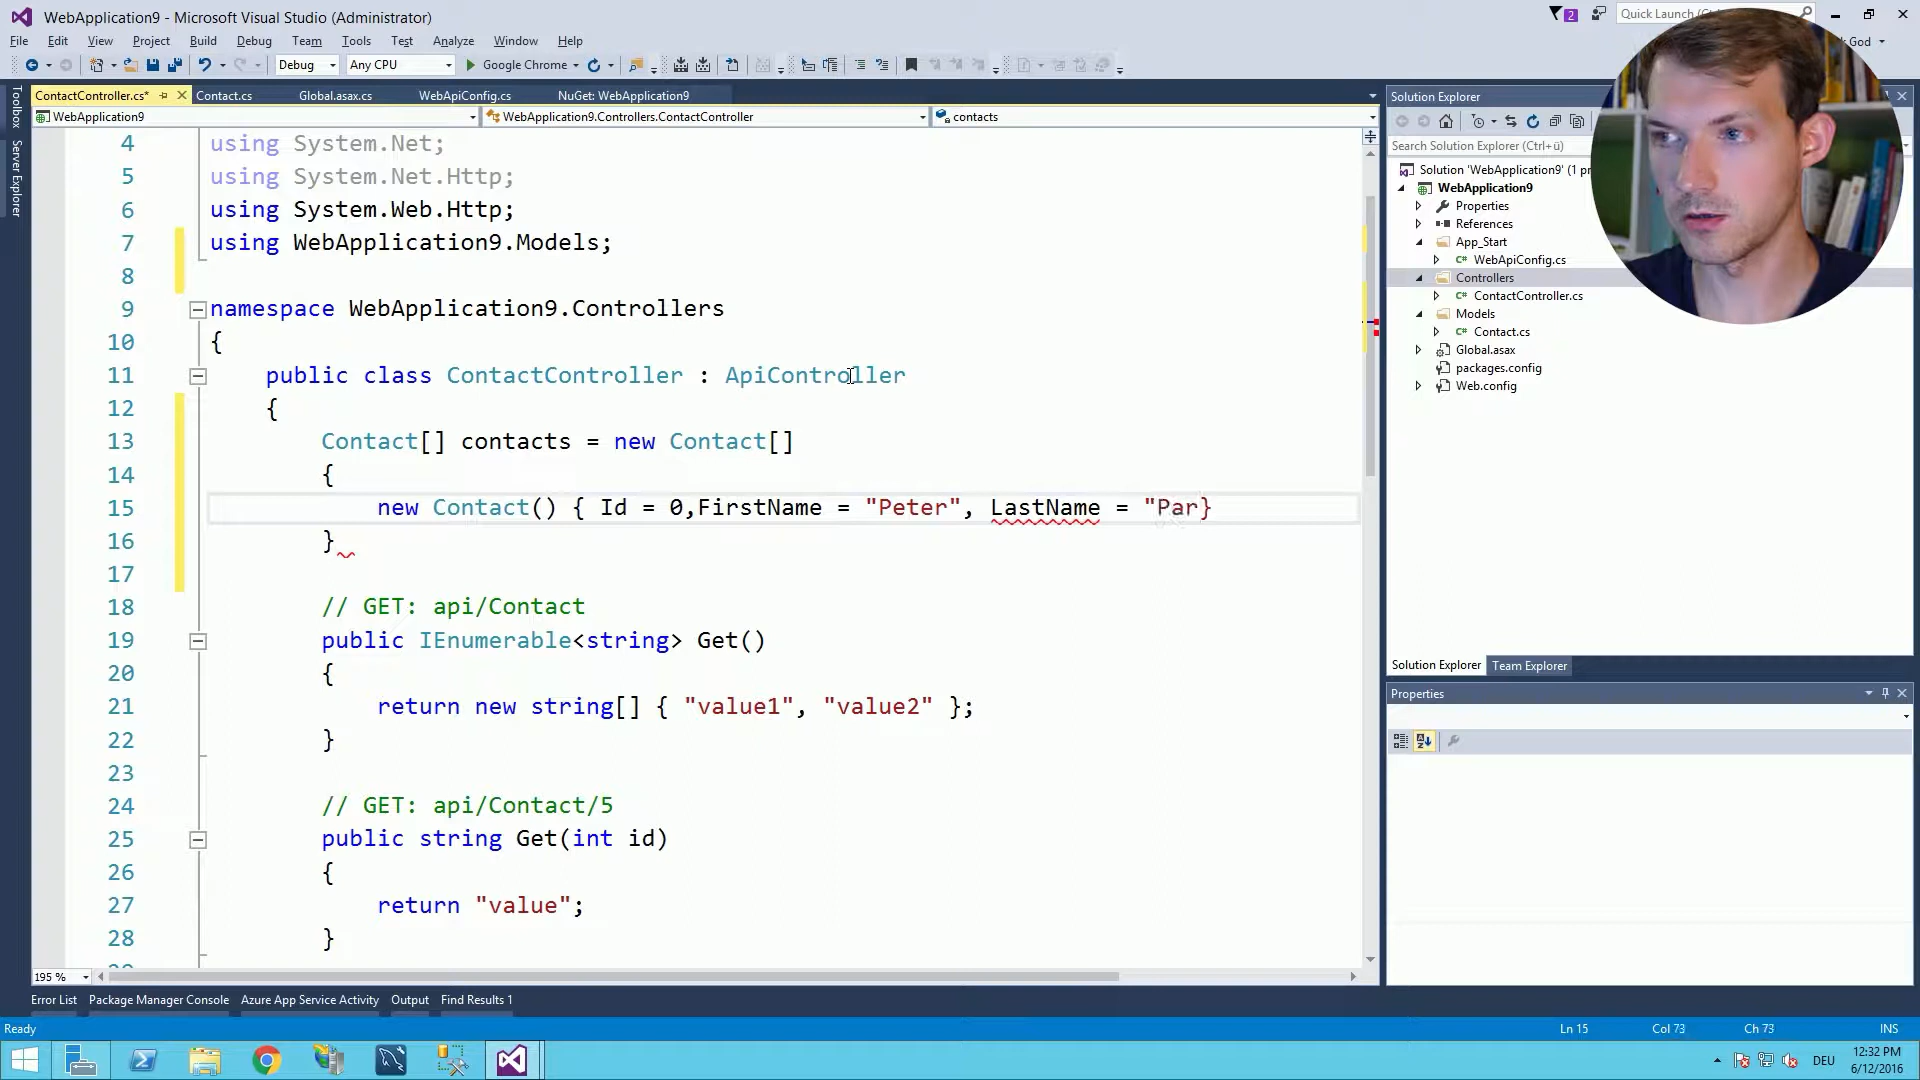 WebApplication9 - Microsoft Visual Studio (Administrator)
2
Quick Launch (Ct
File Edit View Project Build Debug Team Tools Test Analyze Window Help
k God
Debug Any CPU Google Chrome
ContactController.cs* Contact.cs Global.asax.cs WebApiConfig.cs NuGet: WebApplication9
WebApplication9 WebApplication9.Controllers.ContactController contacts
Toolbox
Server Explorer
4 using System.Net;
5 using System.Net.Http;
6 using System.Web.Http;
7 using WebApplication9.Models;
8
9 namespace WebApplication9.Controllers
10 {
11 public class ContactController : ApiController
12 {
13 Contact[] contacts = new Contact[]
14 {
15 new Contact() { Id = 0,FirstName = "Peter", LastName = "Par}
16 }
17
18 // GET: api/Contact
19 public IEnumerable<string> Get()
20 {
21 return new string[] { "value1", "value2" };
22 }
23
24 // GET: api/Contact/5
25 public string Get(int id)
26 {
27 return "value";
28 }
195 %
Solution Explorer
Search Solution Explorer (Ctrl+ü)
Solution 'WebApplication9' (1 pr
WebApplication9
Properties
References
App_Start
WebApiConfig.cs
Controllers
ContactController.cs
Models
Contact.cs
Global.asax
packages.config
Web.config
Solution Explorer Team Explorer
Properties
Error List Package Manager Console Azure App Service Activity Output Find Results 1
Ready Ln 15 Col 73 Ch 73 INS
DEU
12:32 PM
6/12/2016